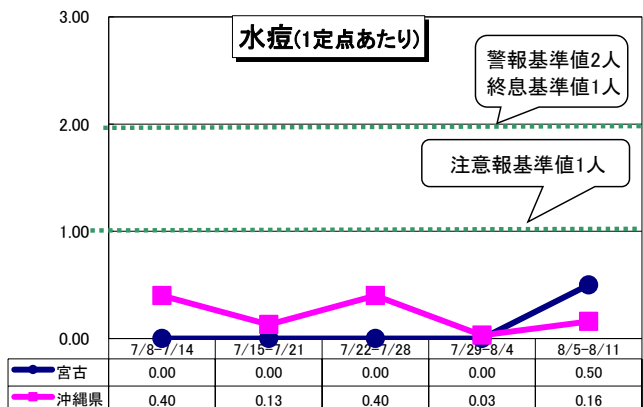 水痘(1定点あたり)
3.00
2.00
1.00
0.00
警報基準値2人
終息基準値1人
注意報基準値1人
7/8-7/14 7/15-7/21 7/22-7/28 7/29-8/4 8/5-8/11
宮古 0.00 0.00 0.00 0.00 0.50
沖縄県 0.40 0.13 0.40 0.03 0.16